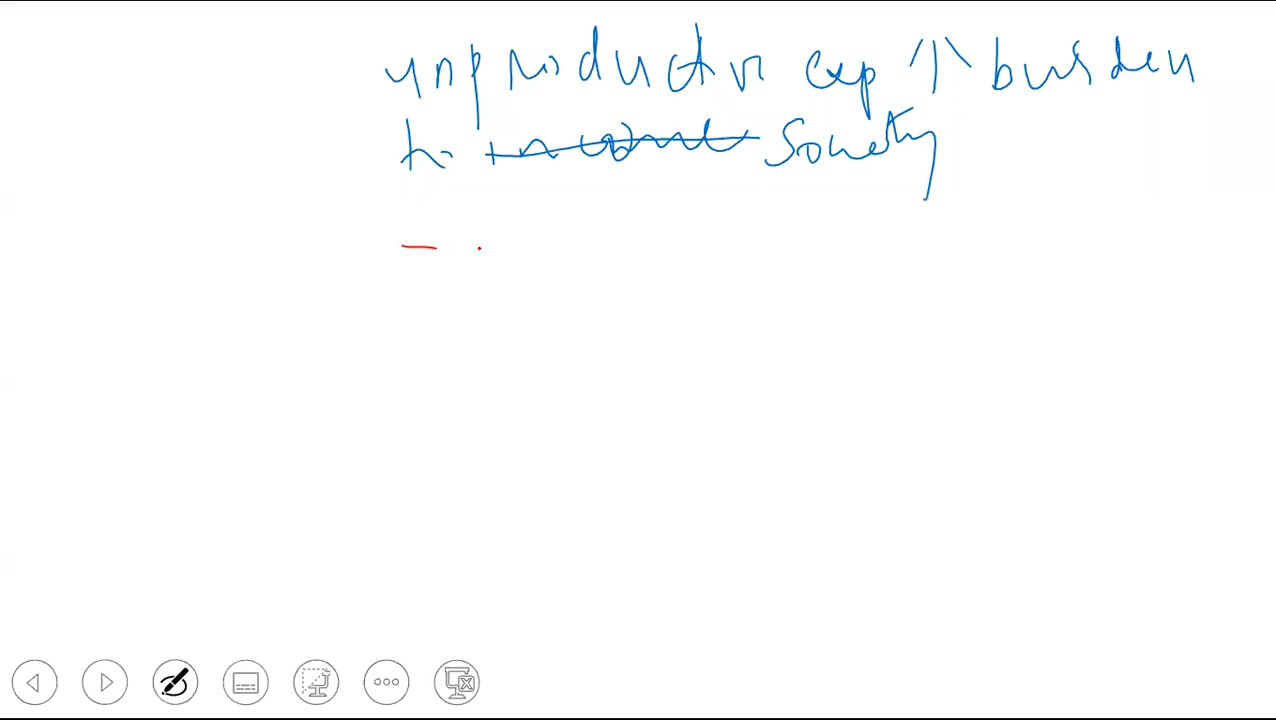 unproductive exp ↑ burden
to society
—